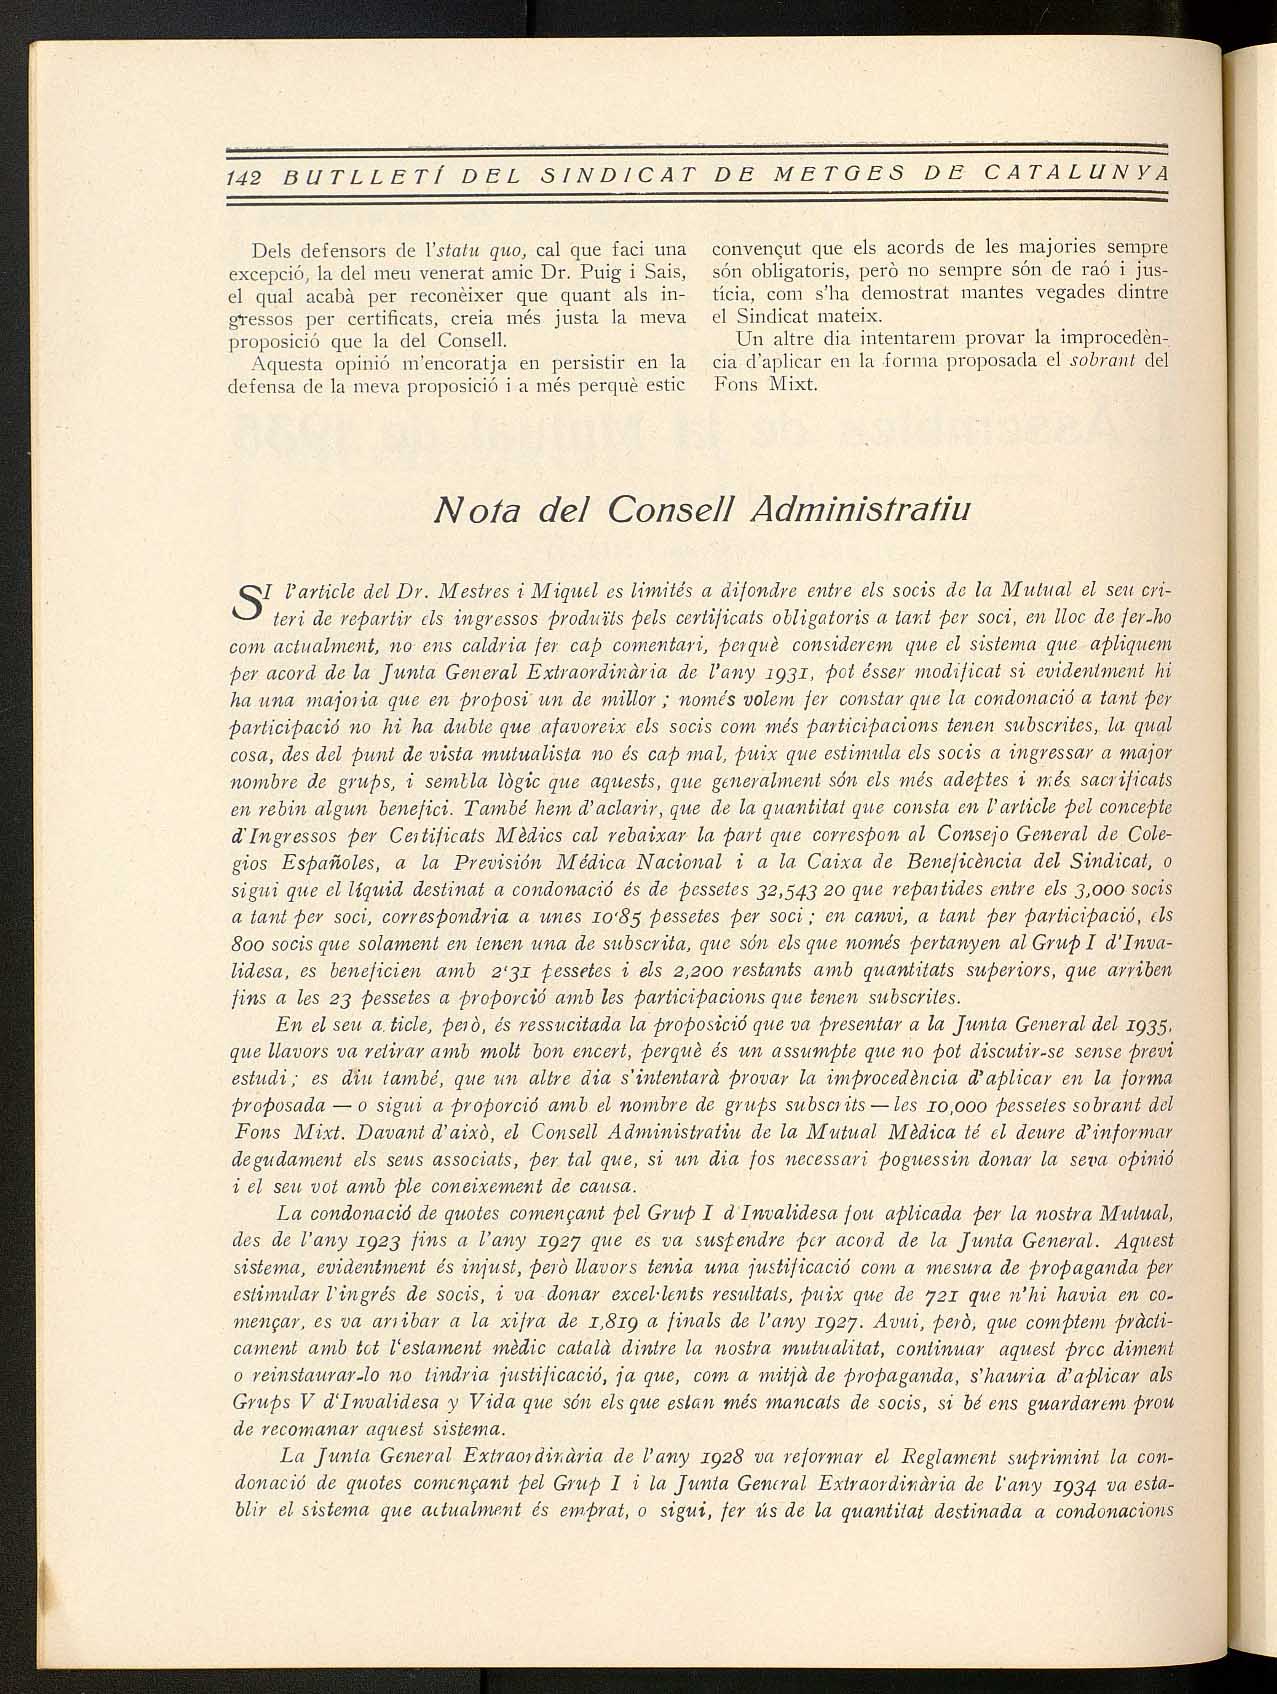 142 BUTLLETÍ DEL SINDICAT DE METGES DE CATALUNYA
Dels defensors de l'statu quo, cal que faci una
excepció, la del meu venerat amic Dr. Puig i Sais,
el qual acabà per reconèixer que quant als in-
gressos per certificats, creia més justa la meva
proposició que la del Consell.
Aquesta opinió m'encoratja en persistir en la
defensa de la meva proposició i a més perquè estic
convençut que els acords de les majories sempre
són obligatoris, però no sempre són de raó i jus-
tícia, com s'ha demostrat mantes vegades dintre
el Sindicat mateix.
Un altre dia intentarem provar la improcedèn-
cia d'aplicar en la forma proposada el sobrant del
Fons Mixt.
Nota del Consell Administratiu
SI l'article del Dr. Mestres i Miquel es limités a difondre entre els socis de la Mutual el seu cri-
teri de repartir els ingressos produïts pels certificats obligatoris a tant per soci, en lloc de fer-ho
com actualment, no ens caldria fer cap comentari, perquè considerem que el sistema que apliquem
per acord de la Junta General Extraordinària de l'any 1931, pot ésser modificat si evidentment hi
ha una majoria que en proposi un de millor; només volem fer constar que la condonació a tant per
participació no hi ha dubte que afavoreix els socis com més participacions tenen subscrites, la qual
cosa, des del punt de vista mutualista no és cap mal, puix que estimula els socis a ingressar a major
nombre de grups, i sembla lògic que aquests, que generalment són els més adeptes i més sacrificats
en rebin algun benefici. També hem d'aclarir, que de la quantitat que consta en l'article pel concepte
d'Ingressos per Certificats Mèdics cal rebaixar la part que correspon al Consejo General de Cole-
gios Españoles, a la Previsión Médica Nacional i a la Caixa de Beneficència del Sindicat, o
sigui que el líquid destinat a condonació és de pessetes 32,543 20 que repartides entre els 3,000 socis
a tant per soci, correspondria a unes 10'85 pessetes per soci; en canvi, a tant per participació, els
800 socis que solament en tenen una de subscrita, que són els que només pertanyen al Grup I d'Inva-
lidesa, es beneficien amb 2'31 pessetes i els 2,200 restants amb quantitats superiors, que arriben
fins a les 23 pessetes a proporció amb les participacions que tenen subscrites.
En el seu a.ticle, però, és ressucitada la proposició que va presentar a la Junta General del 1935,
que llavors va retirar amb molt bon encert, perquè és un assumpte que no pot discutir-se sense previ
estudi; es diu també, que un altre dia s'intentarà provar la improcedència d'aplicar en la forma
proposada — o sigui a proporció amb el nombre de grups subscrits — les 10,000 pessetes sobrant del
Fons Mixt. Davant d'això, el Consell Administratiu de la Mutual Mèdica té el deure d'informar
degudament els seus associats, per tal que, si un dia fos necessari poguessin donar la seva opinió
i el seu vot amb ple coneixement de causa.
La condonació de quotes començant pel Grup I d'Invalidesa fou aplicada per la nostra Mutual,
des de l'any 1923 fins a l'any 1927 que es va suspendre per acord de la Junta General. Aquest
sistema, evidentment és injust, però llavors tenia una justificació com a mesura de propaganda per
estimular l'ingrés de socis, i va donar excel·lents resultats, puix que de 721 que n'hi havia en co-
mençar, es va arribar a la xifra de 1,819 a finals de l'any 1927. Avui, però, que comptem pràcti-
cament amb tot l'estament mèdic català dintre la nostra mutualitat, continuar aquest proc diment
o reinstaurar-lo no tindria justificació, ja que, com a mitjà de propaganda, s'hauria d'aplicar als
Grups V d'Invalidesa y Vida que són els que estan més mancats de socis, si bé ens guardarem prou
de recomanar aquest sistema.
La Junta General Extraordinària de l'any 1928 va reformar el Reglament suprimint la con-
donació de quotes començant pel Grup I i la Junta General Extraordinària de l'any 1934 va esta-
blir el sistema que actualment és emprat, o sigui, fer ús de la quantitat destinada a condonacions